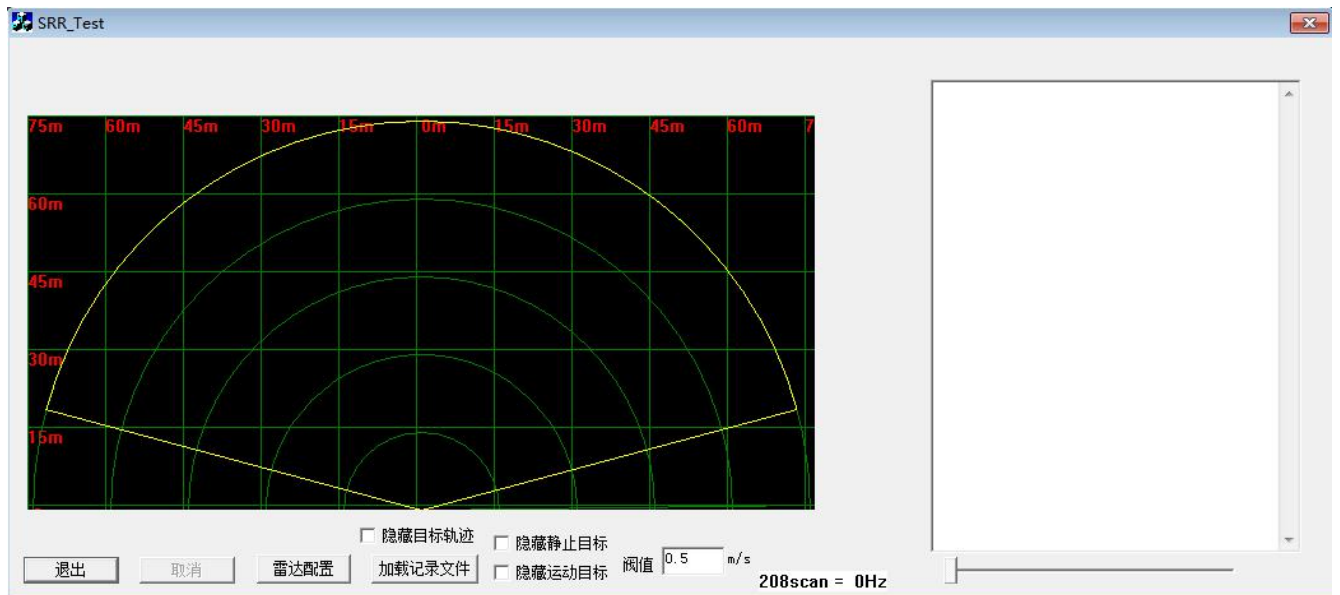 SRR_Test
75m 60m 45m 30m 15m 0m 15m 30m 45m 60m 7
60m
45m
30m
15m
隐藏目标轨迹
隐藏静止目标
退出 取消 雷达配置 加载记录文件 隐藏运动目标 阀值 0.5 m/s
208scan = 0Hz